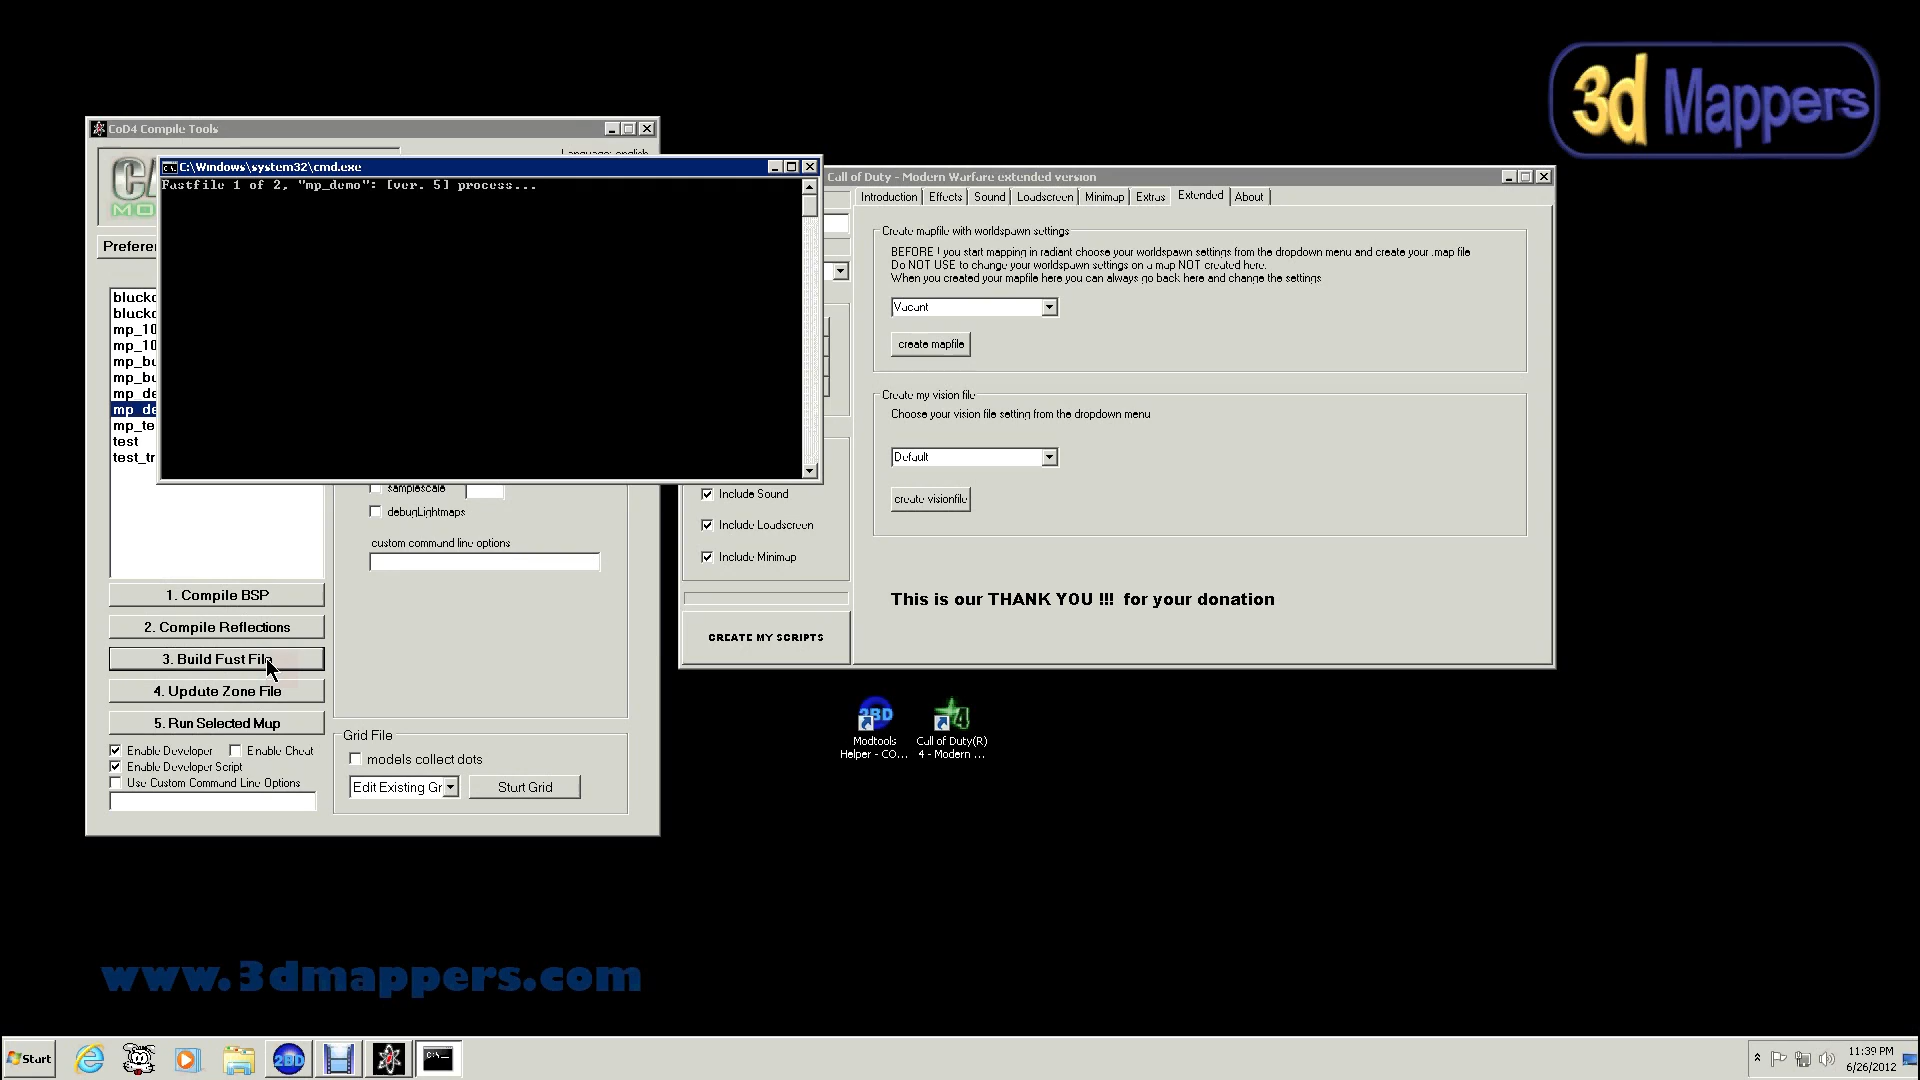 3d Mappers
CoD4 Compile Tools
C:\Windows\system32\cmd.exe
Fastfile 1 of 2, "mp_demo": [ver. 5] process...
Call of Duty - Modern Warfare extended version
Introduction
Effects
Sound
Loadscreen
Minimap
Extras
Extended
About
Create mapfile with worldspawn settings
BEFORE ! you start mapping in radiant choose your worldspawn settings from the dropdown menu and create your .map file
Do NOT USE to change your worldspawn settings on a map NOT created here.
When you created your mapfile here you can always go back here and change the settings
Vacant
create mapfile
Create my vision file
Choose your vision file setting from the dropdown menu
Default
create visionfile
This is our THANK YOU !!! for your donation
Prefere
mp_10
mp_10
mp_bu
mp_bu
mp_de
mp_de
mp_te
test
test_tr
samplescale
debugLightmaps
custom command line options
Include Sound
Include Loadscreen
Include Minimap
CREATE MY SCRIPTS
1. Compile BSP
2. Compile Reflections
3. Build Fast File
4. Update Zone File
5. Run Selected Map
Enable Developer
Enable Cheat
Enable Developer Script
Use Custom Command Line Options
Grid File
models collect dots
Edit Existing Gr
Start Grid
Modtools
Helper - CO...
Call of Duty(R)
4 - Modern ...
www.3dmappers.com
Start
2BD
11:39 PM
6/26/2012